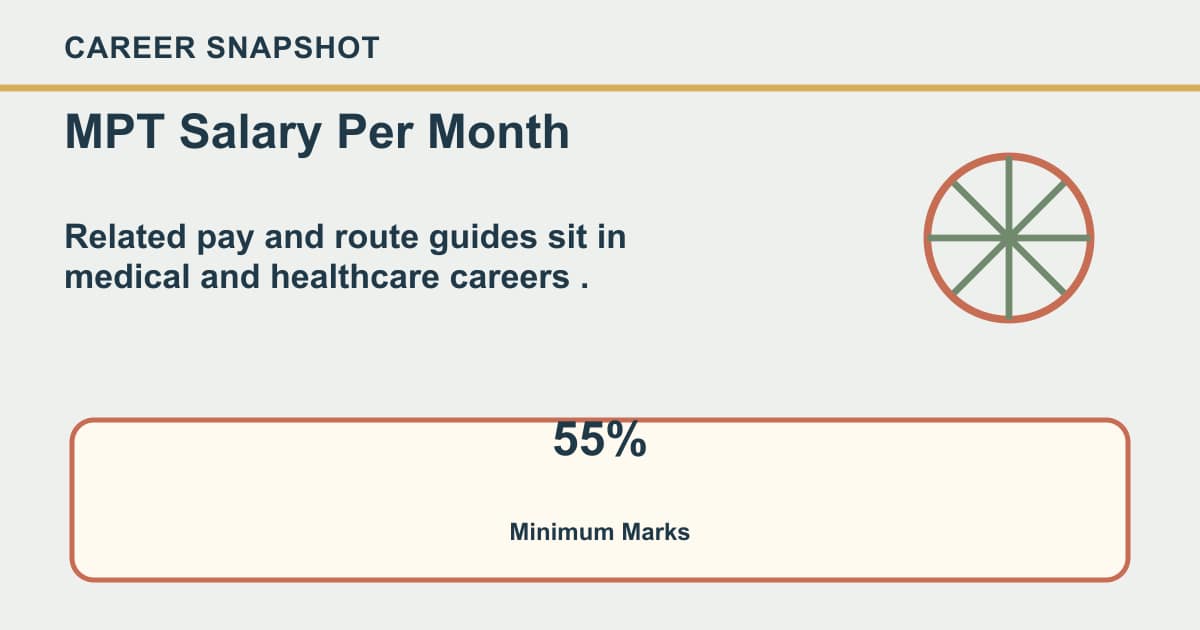 CAREER SNAPSHOT
MPT Salary Per Month
Related pay and route guides sit in
medical and healthcare careers .
55%
Minimum Marks